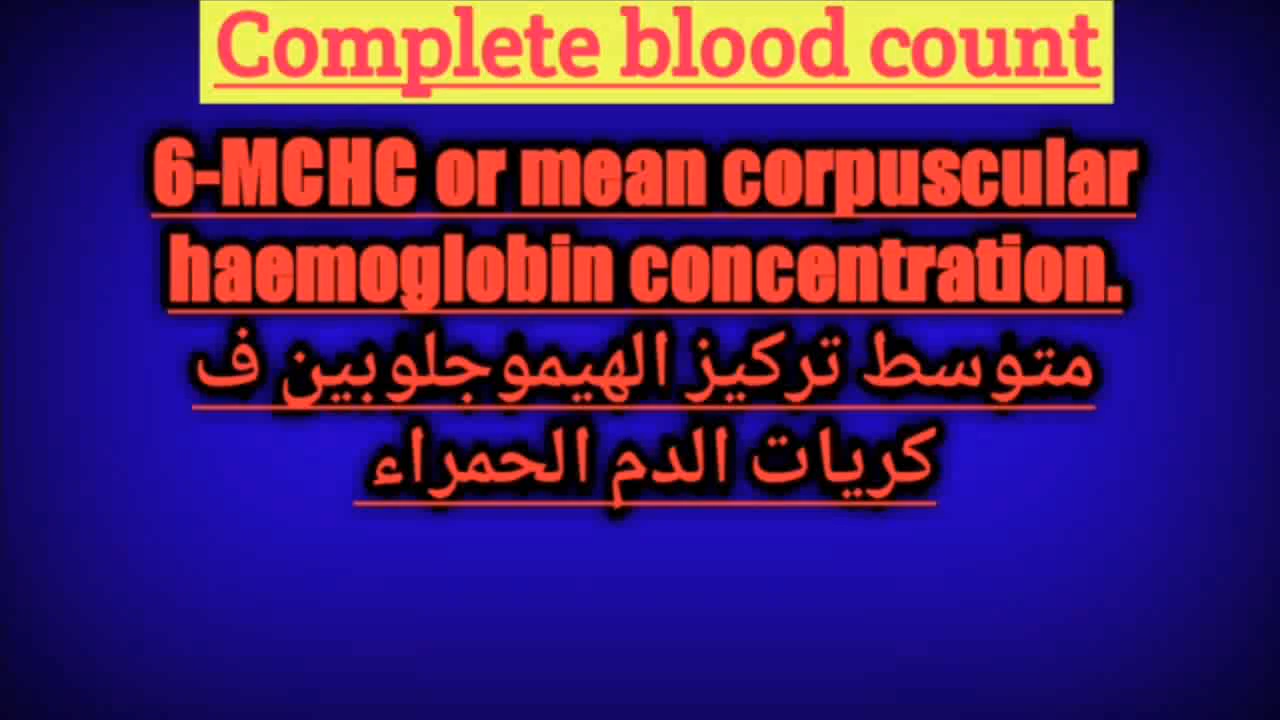 Complete blood count
6-MCHC or mean corpuscular
haemoglobin concentration.
متوسط تركيز الهيموجلوبين ف
كريات الدم الحمراء